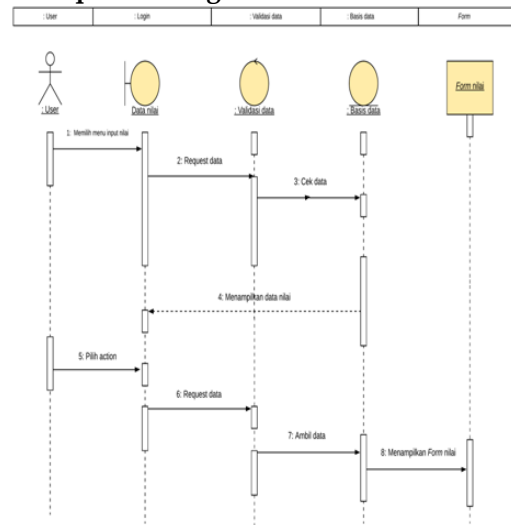 : User
: Login
: Validasi data
: Basis data
Form
: User
Data nilai
: Validasi data
: Basis data
Form nilai
1: Memilih menu input nilai
2: Request data
3: Cek data
4: Menampilkan data nilai
5: Pilih action
6: Request data
7: Ambil data
8: Menampilkan Form nilai